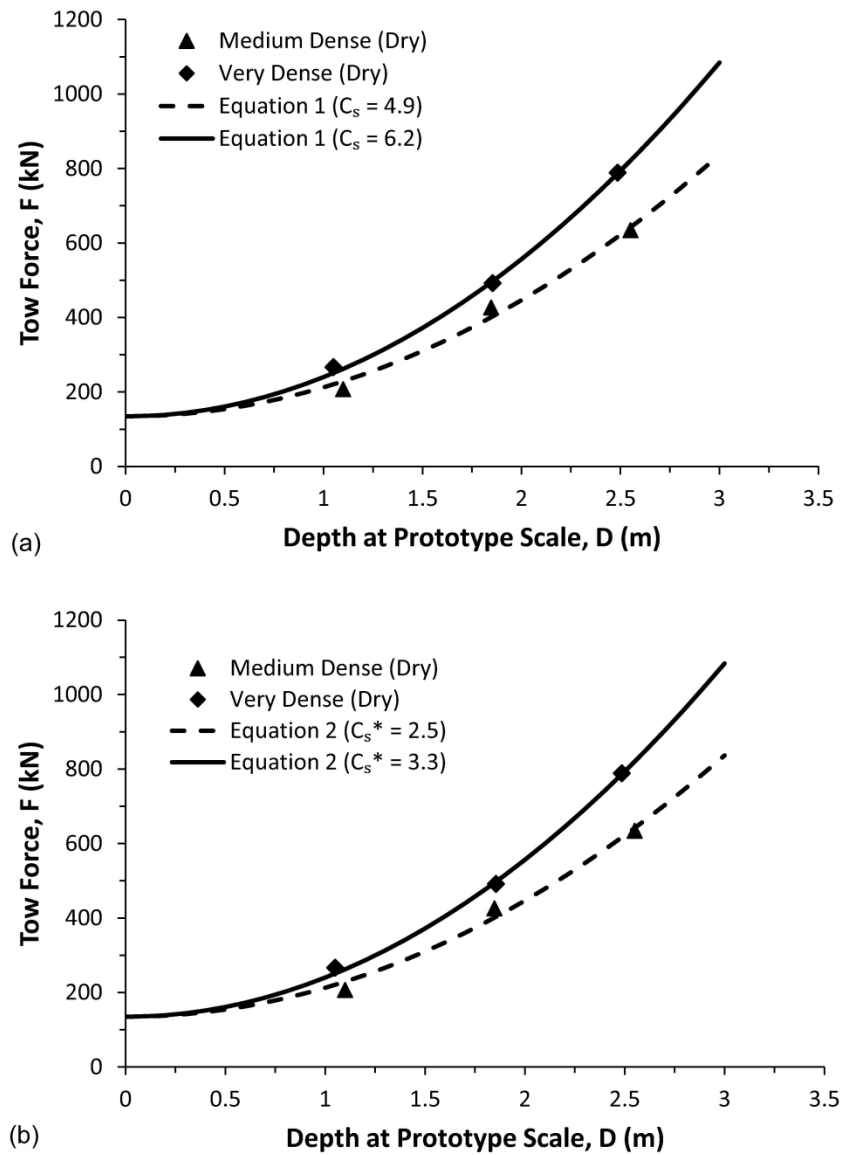 1200
1000
800
600
400
200
0
Tow Force, F (kN)
Medium Dense (Dry)
Very Dense (Dry)
Equation 1 (Cₛ = 4.9)
Equation 1 (Cₛ = 6.2)
0 0.5 1 1.5 2 2.5 3 3.5
(a)
Depth at Prototype Scale, D (m)
1200
1000
800
600
400
200
0
Tow Force, F (kN)
Medium Dense (Dry)
Very Dense (Dry)
Equation 2 (Cₛ* = 2.5)
Equation 2 (Cₛ* = 3.3)
0 0.5 1 1.5 2 2.5 3 3.5
(b)
Depth at Prototype Scale, D (m)